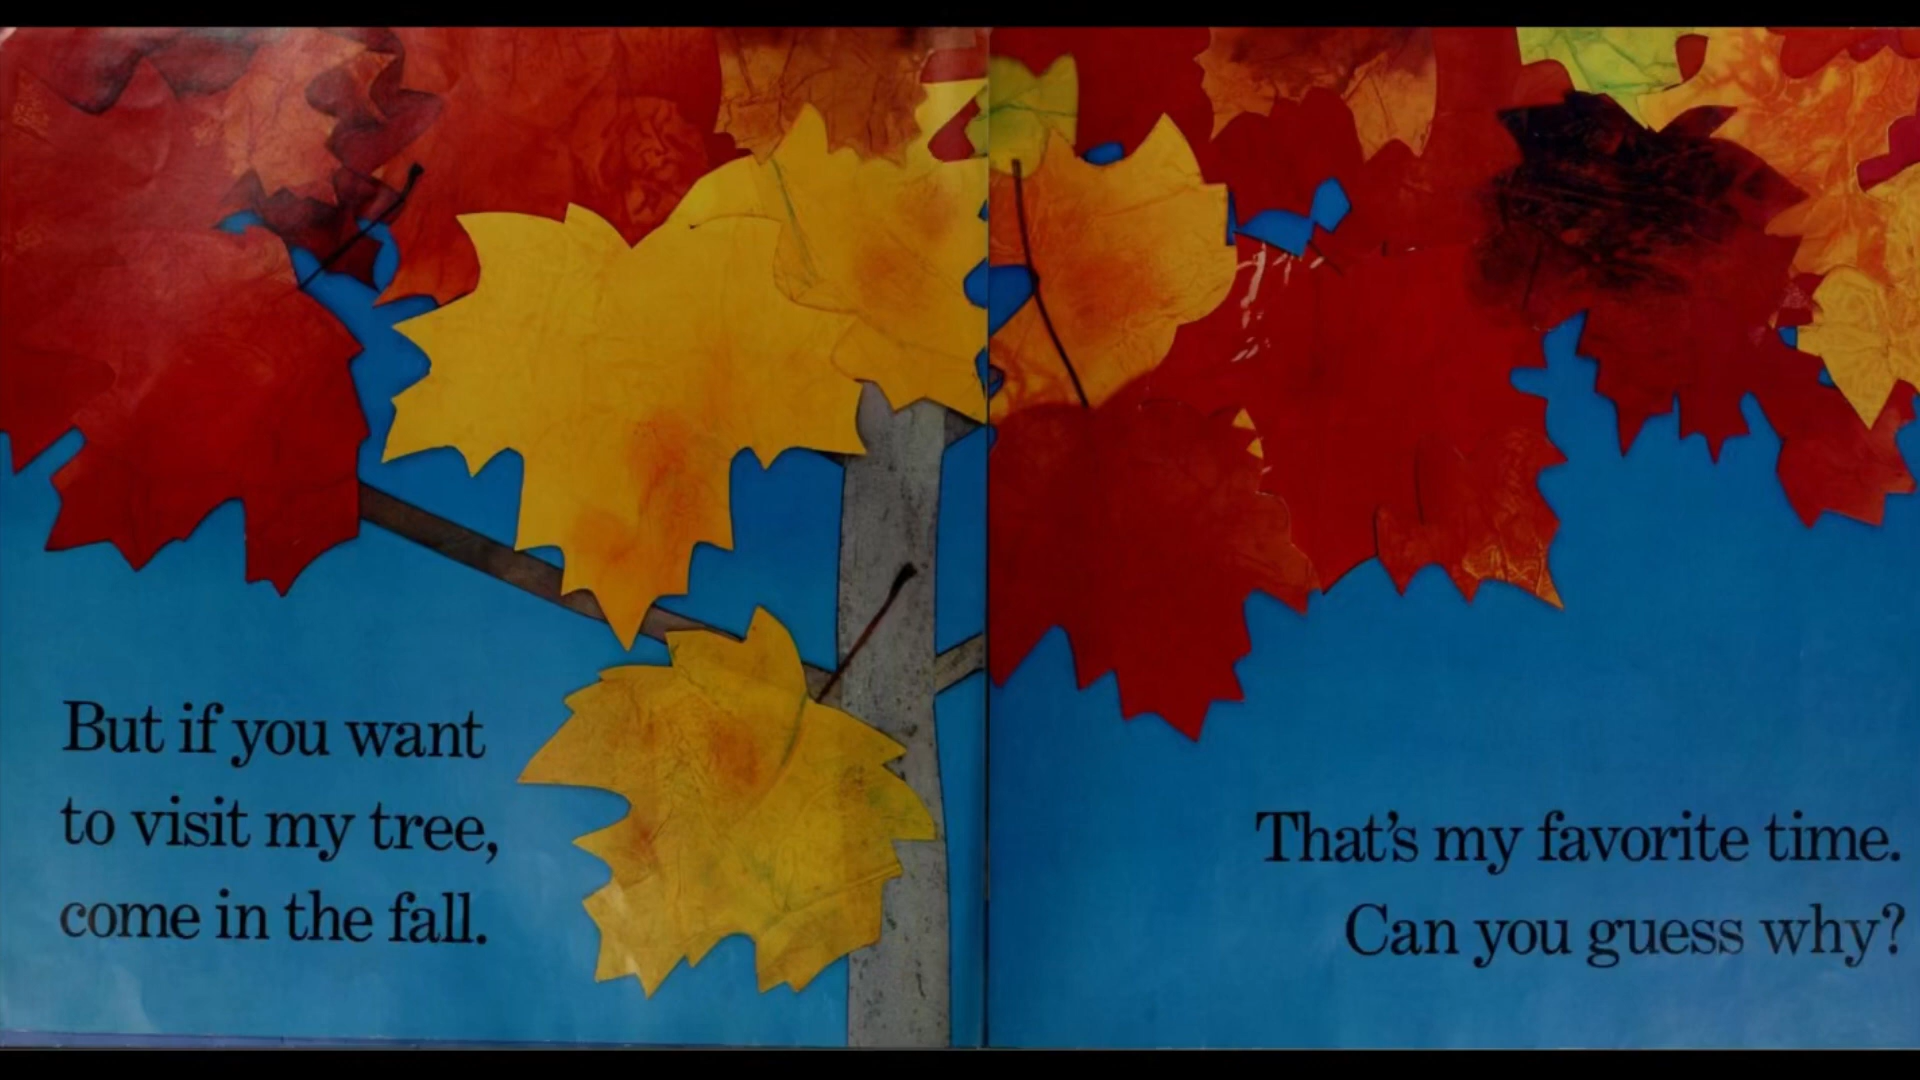 But if you want
to visit my tree,
come in the fall.
That's my favorite time.
Can you guess why?